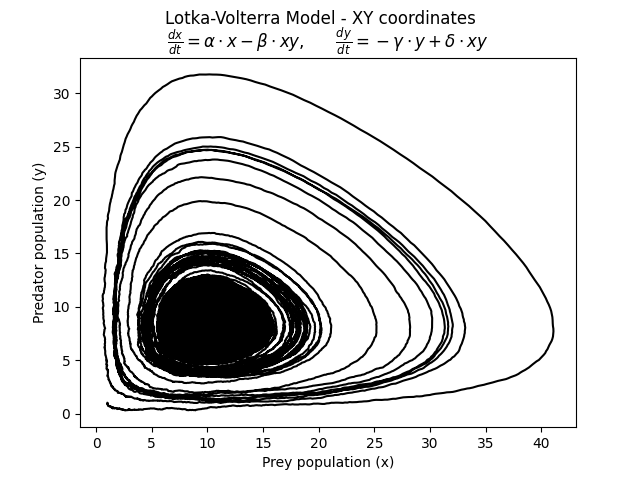 Lotka-Volterra Model - XY coordinates
dx/dt = α · x − β · xy,    dy/dt = −γ · y + δ · xy
30
25
20
15
10
5
0
Predator population (y)
0 5 10 15 20 25 30 35 40
Prey population (x)